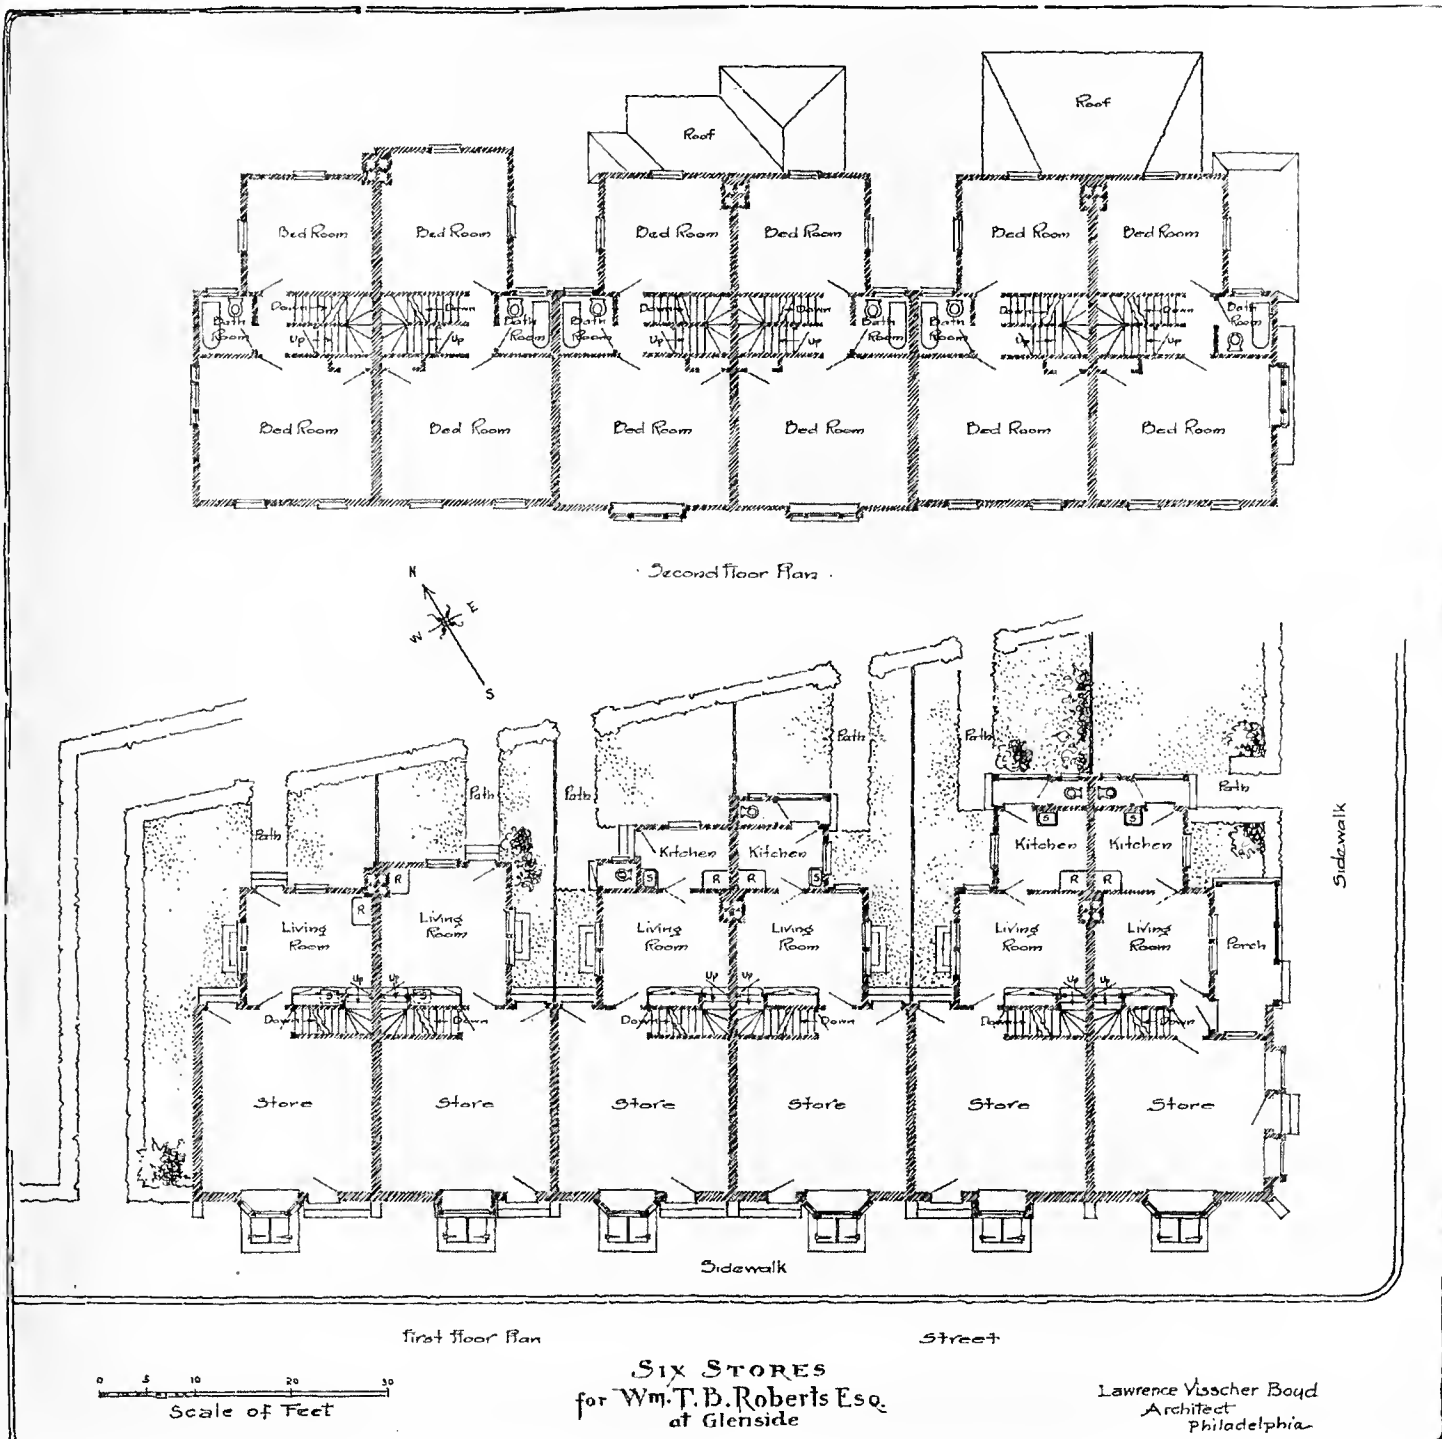 Roof
Roof
Bed Room Bed Room Bed Room Bed Room Bed Room Bed Room
Down Down Down Down Down Down
Bath Room Bath Room Bath Room Bath Room Bath Room Bath Room
Up Up Up Up Up Up
Bed Room Bed Room Bed Room Bed Room Bed Room Bed Room
Second Floor Plan
N
E
W
S
Path Path Path Path Path Path
Path
S S
Kitchen Kitchen Kitchen Kitchen
R R S R R S R R
R
Living Room Living Room Living Room Living Room Living Room Living Room
Porch
Up Up Up Up Up Up
S S
Down Down Down Down Down Down
Store Store Store Store Store Store
Sidewalk
Sidewalk
First Floor Plan
Street
0 5 10 20 30
Scale of Feet
SIX STORES
for Wm. T. B. Roberts Esq.
at Glenside
Lawrence Visscher Boyd
Architect
Philadelphia